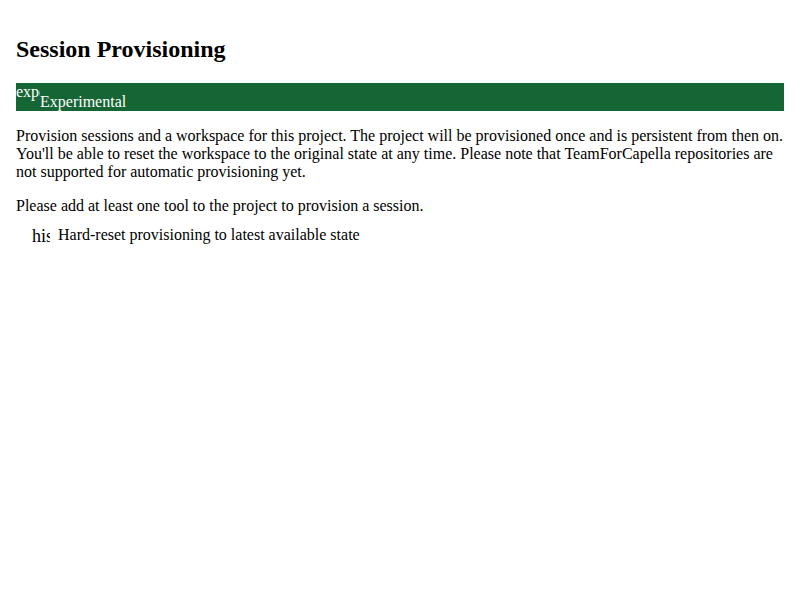 Session Provisioning
exp
Experimental
Provision sessions and a workspace for this project. The project will be provisioned once and is persistent from then on.
You'll be able to reset the workspace to the original state at any time. Please note that TeamForCapella repositories are
not supported for automatic provisioning yet.
Please add at least one tool to the project to provision a session.
his Hard-reset provisioning to latest available state